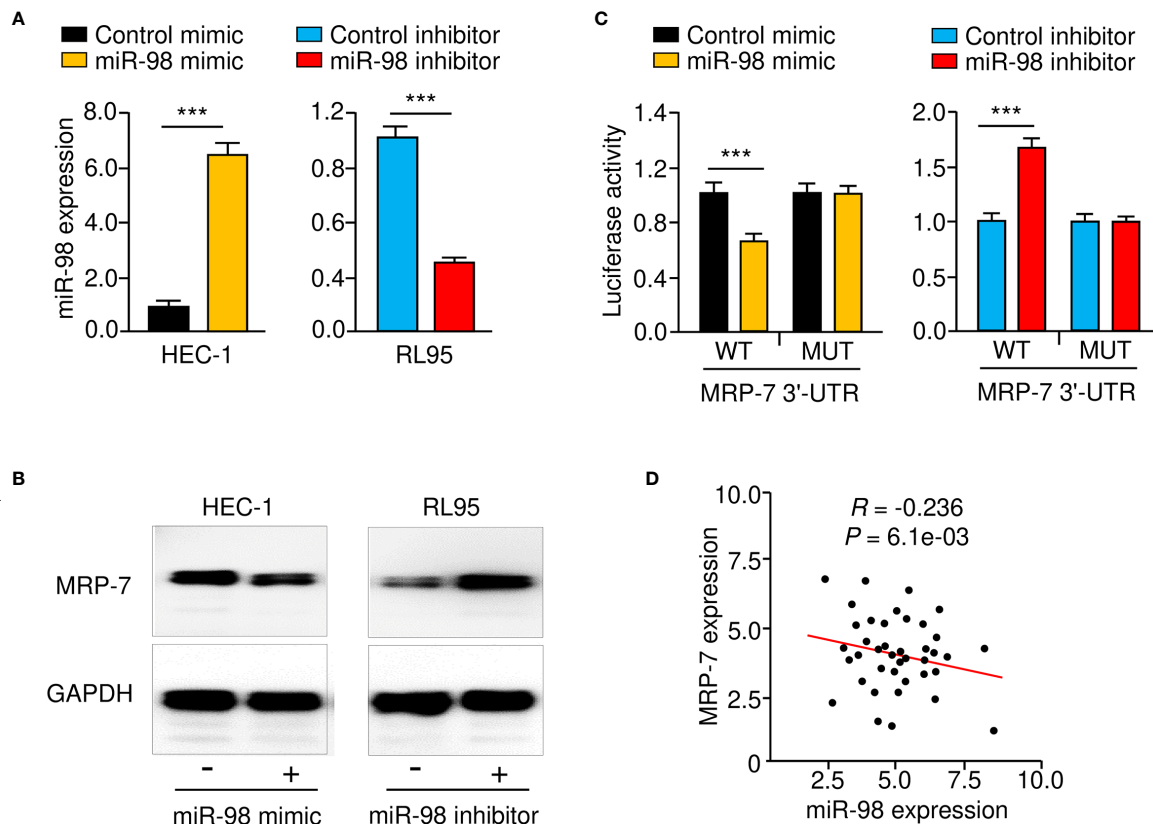 A
Control mimic
miR-98 mimic
Control inhibitor
miR-98 inhibitor
miR-98 expression
8.0
6.0
4.0
2.0
0.0
***
HEC-1
1.2
0.8
0.6
0.4
0.0
***
RL95
C
Control mimic
miR-98 mimic
Control inhibitor
miR-98 inhibitor
Luciferase activity
1.4
1.2
0.8
0.4
0.0
***
WT MUT
MRP-7 3'-UTR
2.0
1.5
1.0
0.5
0.0
***
WT MUT
MRP-7 3'-UTR
B
HEC-1 RL95
MRP-7
GAPDH
- + - +
miR-98 mimic miR-98 inhibitor
D
MRP-7 expression
10.0
7.5
5.0
2.5
0
R = -0.236
P = 6.1e-03
2.5 5.0 7.5 10.0
miR-98 expression